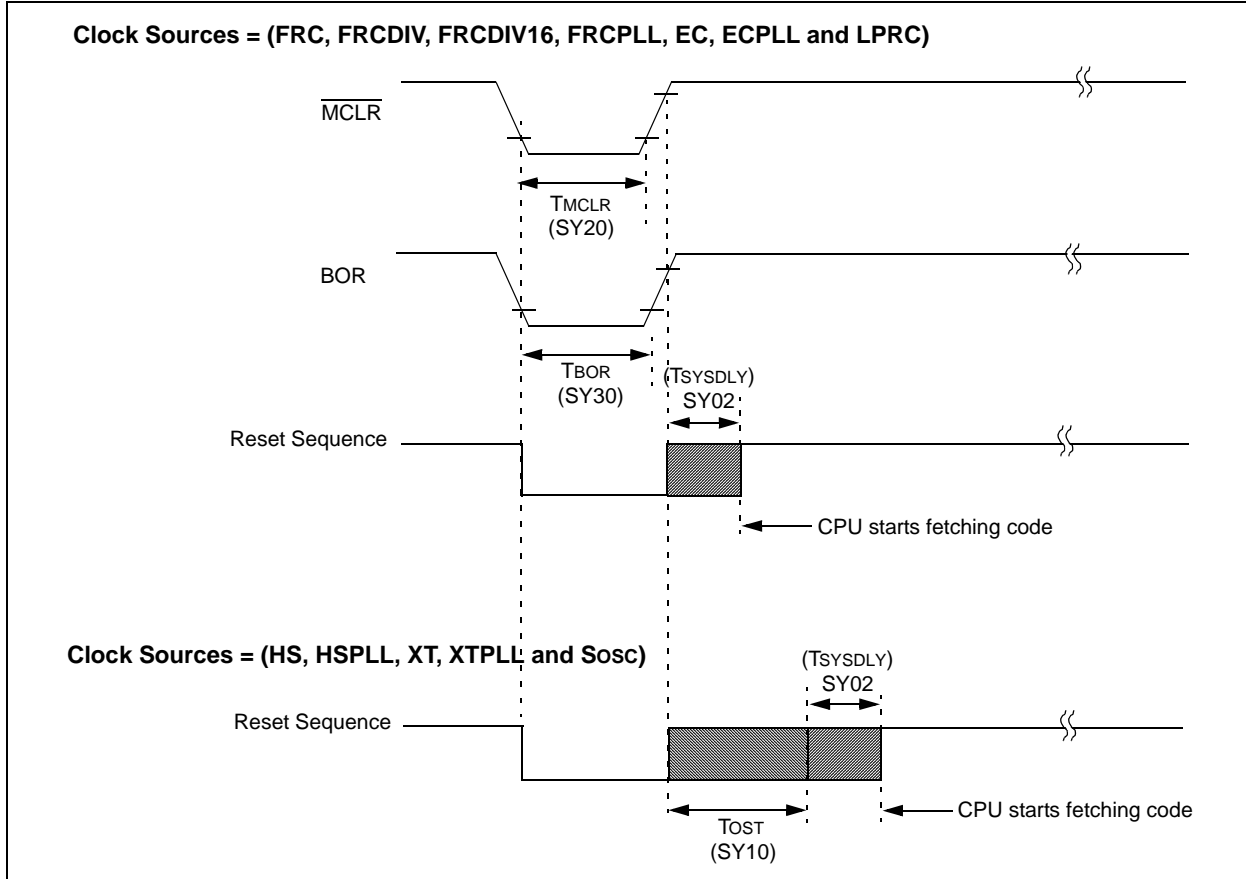 Clock Sources = (FRC, FRCDIV, FRCDIV16, FRCPLL, EC, ECPLL and LPRC)
MCLR
TMCLR
(SY20)
BOR
TBOR
(SY30)
(TSYSDLY)
SY02
Reset Sequence
CPU starts fetching code
Clock Sources = (HS, HSPLL, XT, XTPLL and SOSC)
(TSYSDLY)
SY02
Reset Sequence
CPU starts fetching code
TOST
(SY10)